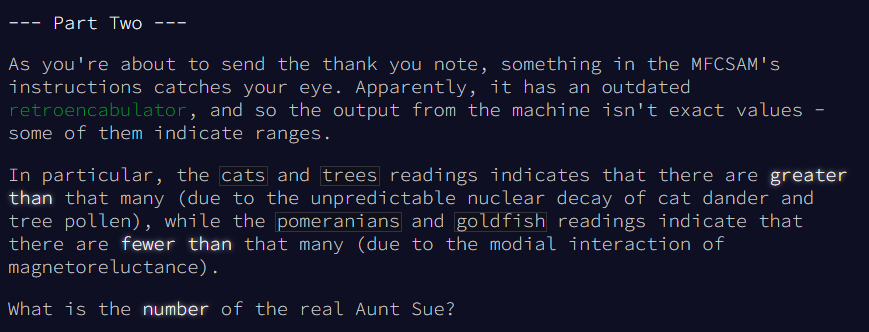 --- Part Two ---
As you're about to send the thank you note, something in the MFCSAM's
instructions catches your eye. Apparently, it has an outdated
retroencabulator, and so the output from the machine isn't exact values -
some of them indicate ranges.
In particular, the cats and trees readings indicates that there are greater
than that many (due to the unpredictable nuclear decay of cat dander and
tree pollen), while the pomeranians and goldfish readings indicate that
there are fewer than that many (due to the modial interaction of
magnetoreluctance).
What is the number of the real Aunt Sue?